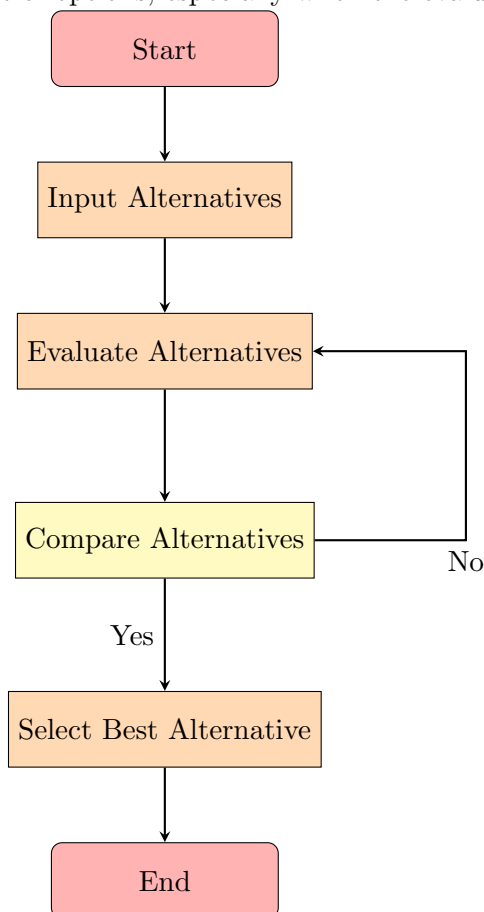 Start
Input Alternatives
Evaluate Alternatives
Compare Alternatives
No
Yes
Select Best Alternative
End